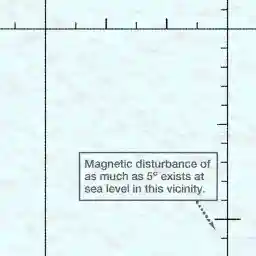 Magnetic disturbance of
as much as 5° exists at
sea level in this vicinity.